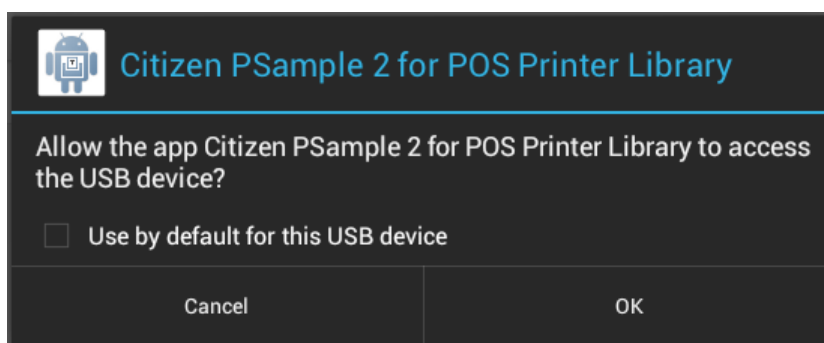 Citizen PSample 2 for POS Printer Library
Allow the app Citizen PSample 2 for POS Printer Library to access
the USB device?
Use by default for this USB device
Cancel
OK